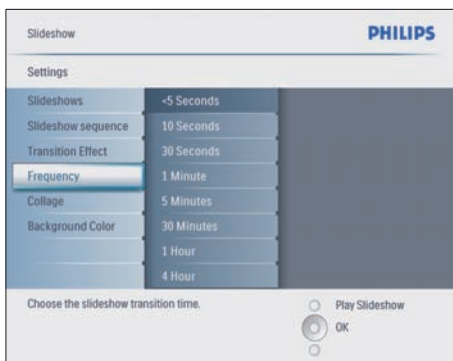 Slideshow
PHILIPS
Settings
Slideshows
<5 Seconds
Slideshow sequence
10 Seconds
Transition Effect
30 Seconds
Frequency
1 Minute
Collage
5 Minutes
Background Color
30 Minutes
1 Hour
4 Hour
Choose the slideshow transition time.
Play Slideshow
OK